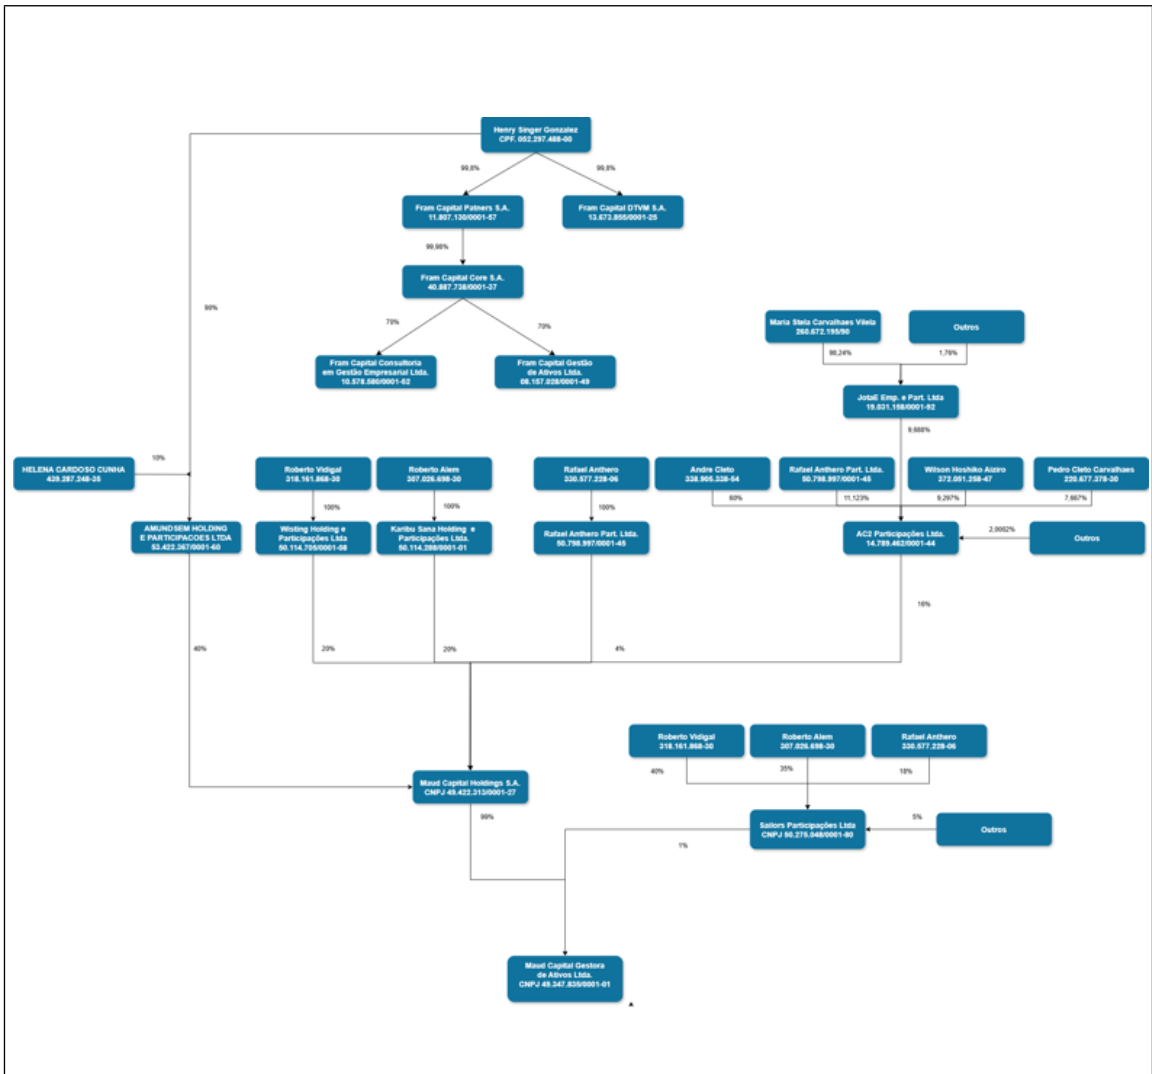 Henry Singer Gonzalez
CPF. 052.297.488-00
99,8%
99,8%
Fram Capital Patners S.A.
11.807.130/0001-57
Fram Capital DTVM S.A.
13.673.855/0001-25
99,98%
Fram Capital Core S.A.
40.887.738/0001-37
90%
70%
70%
Fram Capital Consultoria
em Gestão Empresarial Ltda.
10.578.580/0001-52
Fram Capital Gestão
de Ativos Ltda.
08.157.028/0001-49
Maria Stela Carvalhaes Vilela
260.672.195/90
Outros
98,24%
1,76%
JotaE Emp. e Part. Ltda
19.031.158/0001-92
9,688%
HELENA CARDOSO CUNHA
439.287.248-35
10%
Roberto Vidigal
318.161.868-30
Roberto Alem
307.026.698-30
Rafael Anthero
330.577.228-06
Andre Cleto
338.905.338-54
Rafael Anthero Part. Ltda.
50.798.997/0001-45
Wilson Hoshiko Aiziro
372.051.258-47
Pedro Cleto Carvalhaes
220.677.378-30
100%
100%
100%
60%
11,123%
9,297%
7,667%
AMUNDSEM HOLDING
E PARTICIPACOES LTDA
53.422.367/0001-60
Wisting Holding e
Participações Ltda
50.114.705/0001-08
Karibu Sana Holding e
Participações Ltda.
50.114.288/0001-01
Rafael Anthero Part. Ltda.
50.798.997/0001-45
AC2 Participações Ltda.
14.789.462/0001-44
2,0002%
Outros
16%
40%
20%
20%
4%
Roberto Vidigal
318.161.868-30
Roberto Alem
307.026.698-30
Rafael Anthero
330.577.228-06
40%
35%
18%
Maud Capital Holdings S.A.
CNPJ 49.422.313/0001-27
99%
Sailors Participações Ltda
CNPJ 50.275.048/0001-80
5%
Outros
1%
Maud Capital Gestora
de Ativos Ltda.
CNPJ 49.347.835/0001-01